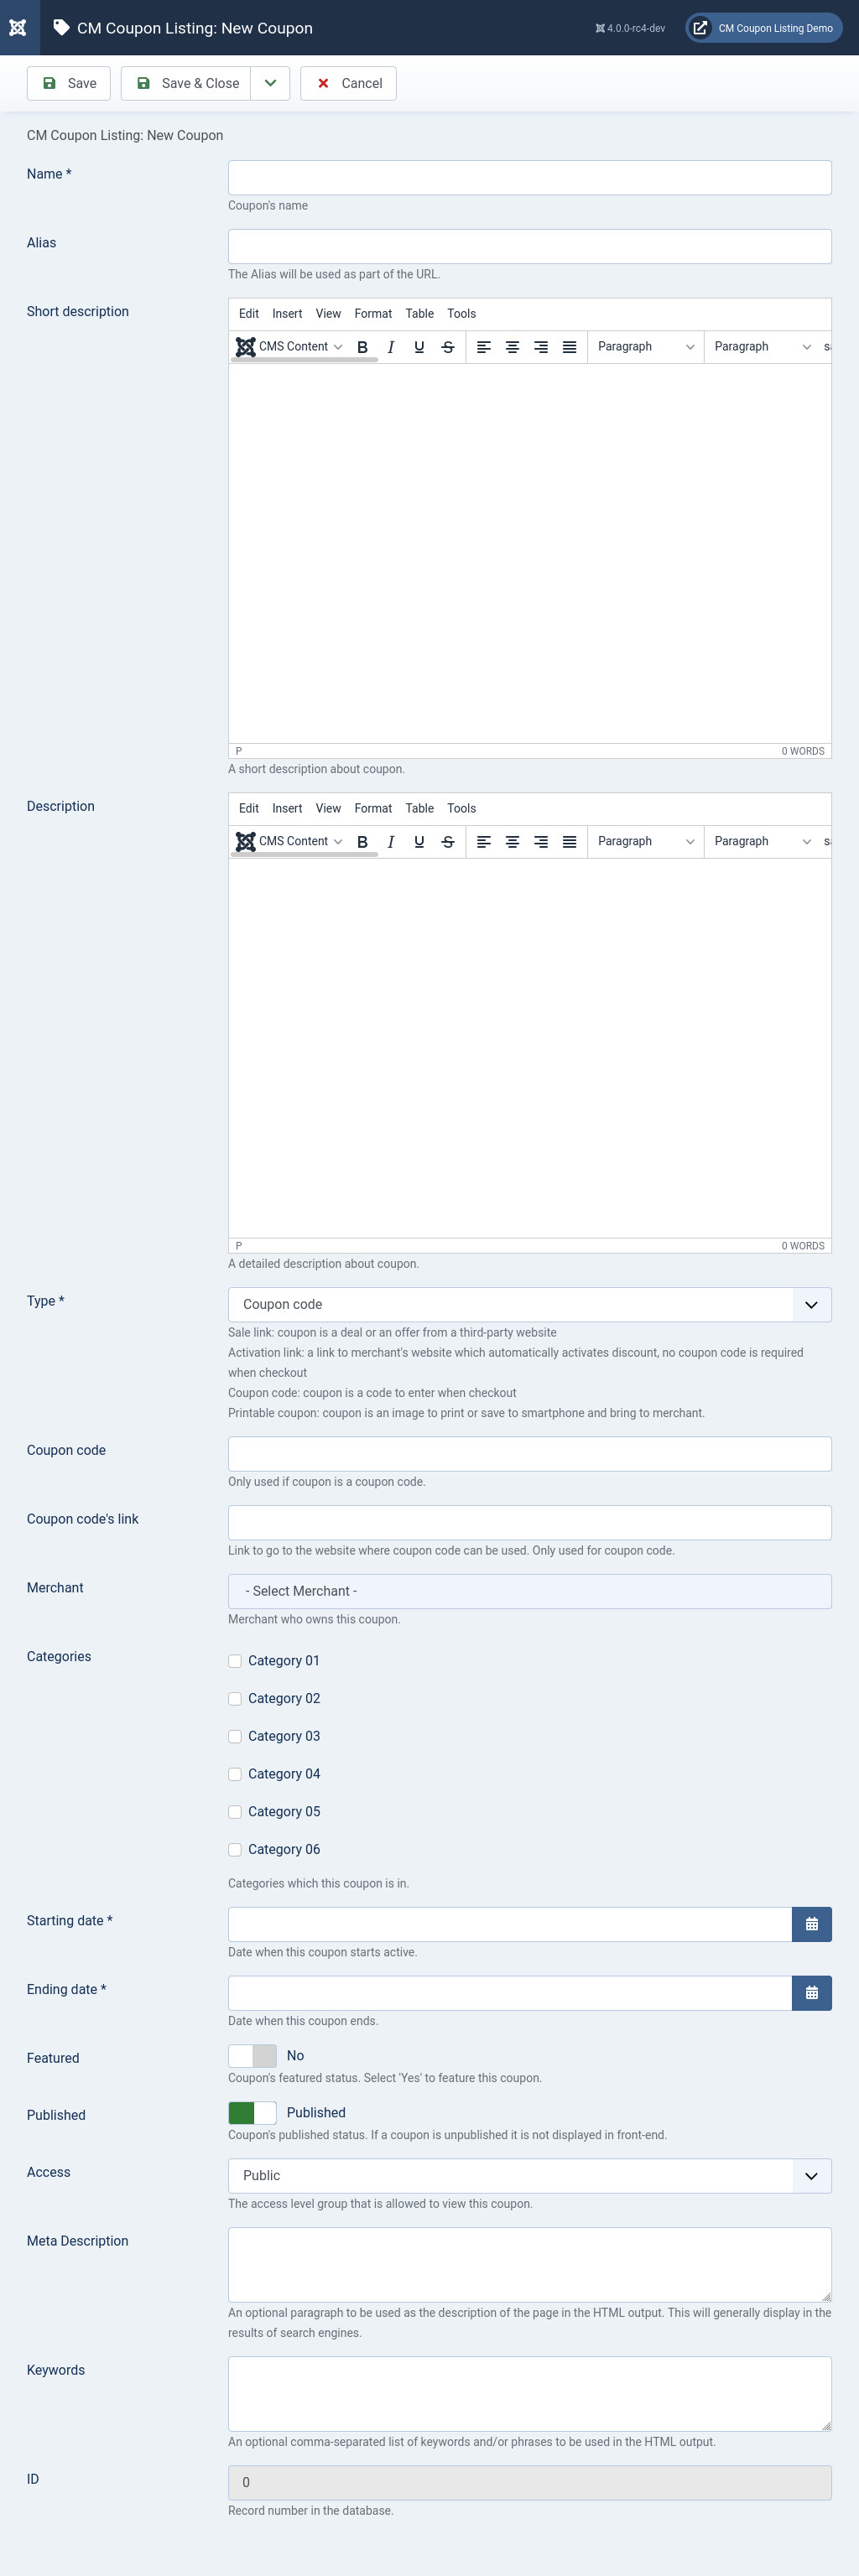 CM Coupon Listing: New Coupon
4.0.0-rc4-dev
CM Coupon Listing Demo
Save
Save & Close
Cancel
CM Coupon Listing: New Coupon
Name *
Coupon's name
Alias
The Alias will be used as part of the URL.
Short description
Edit Insert View Format Table Tools
CMS Content B I U S Paragraph Paragraph
P 0 WORDS
A short description about coupon.
Description
Edit Insert View Format Table Tools
CMS Content B I U S Paragraph Paragraph
P 0 WORDS
A detailed description about coupon.
Type *
Coupon code
Sale link: coupon is a deal or an offer from a third-party website
Activation link: a link to merchant's website which automatically activates discount, no coupon code is required
when checkout
Coupon code: coupon is a code to enter when checkout
Printable coupon: coupon is an image to print or save to smartphone and bring to merchant.
Coupon code
Only used if coupon is a coupon code.
Coupon code's link
Link to go to the website where coupon code can be used. Only used for coupon code.
Merchant
- Select Merchant -
Merchant who owns this coupon.
Categories
Category 01
Category 02
Category 03
Category 04
Category 05
Category 06
Categories which this coupon is in.
Starting date *
Date when this coupon starts active.
Ending date *
Date when this coupon ends.
Featured
No
Coupon's featured status. Select 'Yes' to feature this coupon.
Published
Published
Coupon's published status. If a coupon is unpublished it is not displayed in front-end.
Access
Public
The access level group that is allowed to view this coupon.
Meta Description
An optional paragraph to be used as the description of the page in the HTML output. This will generally display in the
results of search engines.
Keywords
An optional comma-separated list of keywords and/or phrases to be used in the HTML output.
ID
0
Record number in the database.